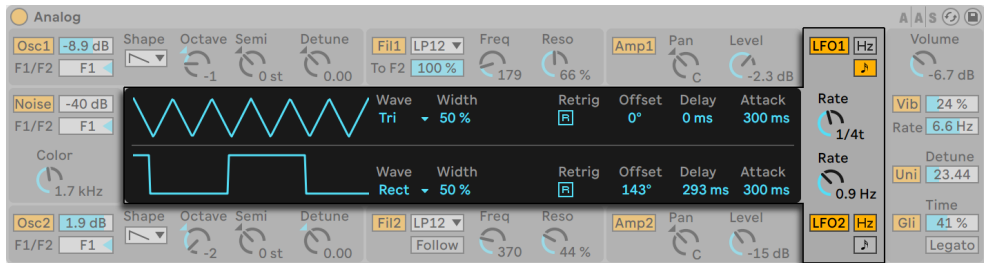 Analog
A A S
Osc1 -8.9 dB Shape Octave Semi Detune Fil1 LP12 Freq Reso Amp1 Pan Level LFO1 Hz Volume
F1/F2 F1 -1 0 st 0.00 To F2 100 % 179 66 % C -2.3 dB ♪ -6.7 dB
Noise -40 dB Wave Width Retrig Offset Delay Attack Rate Vib 24 %
F1/F2 F1 Tri 50 % R 0° 0 ms 300 ms 1/4t Rate 6.6 Hz
Color Wave Width Retrig Offset Delay Attack Rate Detune
1.7 kHz Rect 50 % R 143° 293 ms 300 ms 0.9 Hz Uni 23.44
Osc2 1.9 dB Shape Octave Semi Detune Fil2 LP12 Freq Reso Amp2 Pan Level LFO2 Hz Time
Gli 41 %
F1/F2 F1 -2 0 st 0.00 Follow 370 44 % C -15 dB ♪ Legato